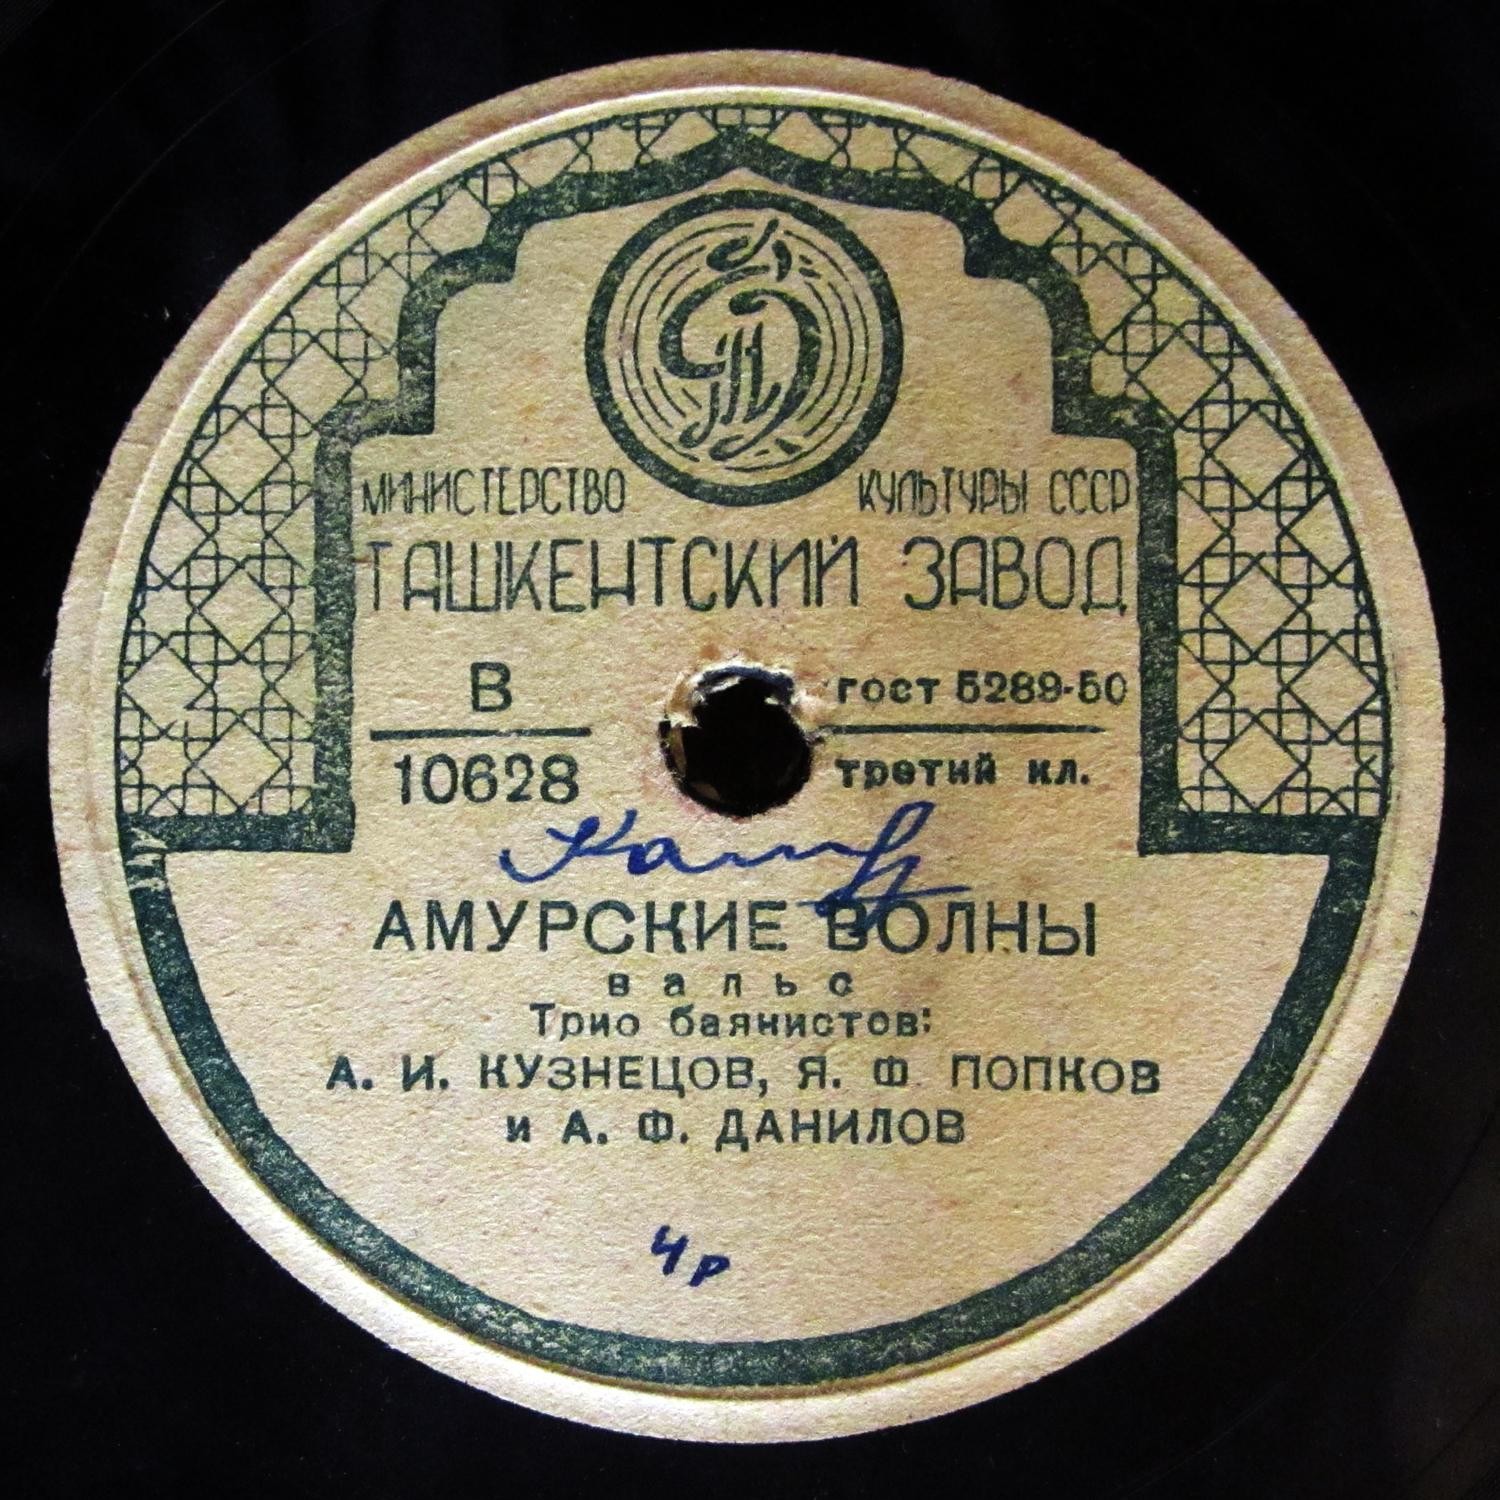 МИНИСТЕРСТВО КУЛЬТУРЫ СССР
ТАШКЕНТСКИЙ ЗАВОД
В ГОСТ 5289-50
10628 третий кл.
АМУРСКИЕ ВОЛНЫ
вальс
Трио баянистов:
А. И. КУЗНЕЦОВ, Я. Ф. ПОПКОВ
и А. Ф. ДАНИЛОВ
4 р